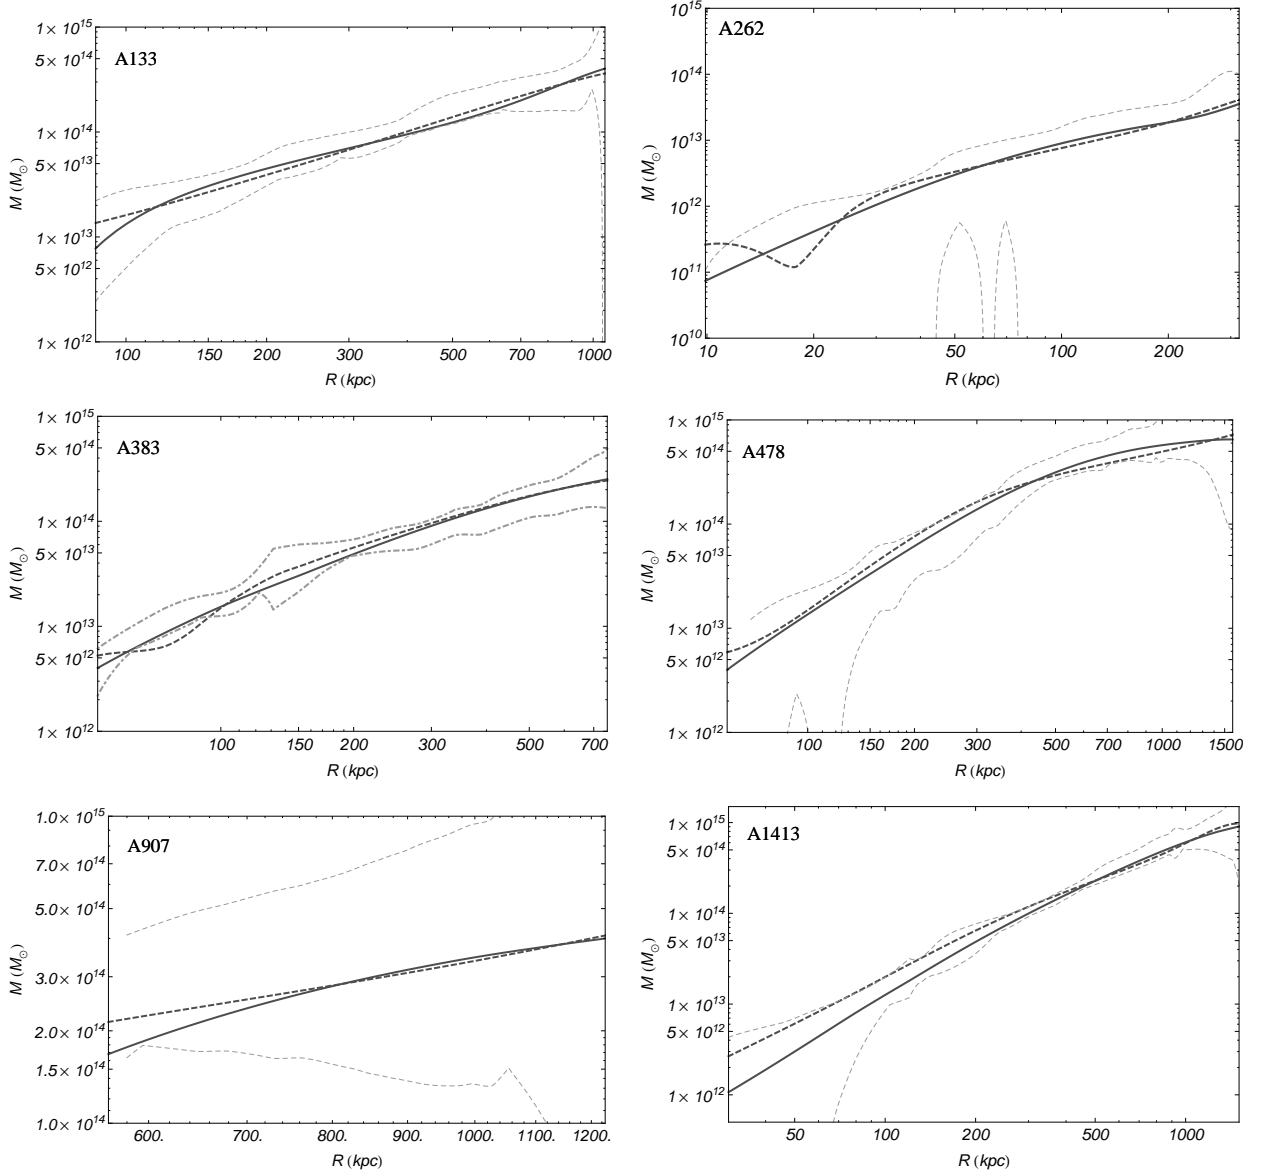 A133
1 × 10^15
5 × 10^14
1 × 10^14
5 × 10^13
1 × 10^13
5 × 10^12
1 × 10^12
M (M⊙)
100 150 200 300 500 700 1000
R (kpc)
A262
10^15
10^14
10^13
10^12
10^11
10^10
M (M⊙)
10 20 50 100 200
R (kpc)
A383
1 × 10^15
5 × 10^14
1 × 10^14
5 × 10^13
1 × 10^13
5 × 10^12
1 × 10^12
M (M⊙)
100 150 200 300 500 700
R (kpc)
A478
1 × 10^15
5 × 10^14
1 × 10^14
5 × 10^13
1 × 10^13
5 × 10^12
1 × 10^12
M (M⊙)
100 150 200 300 500 700 1000 1500
R (kpc)
A907
1.0 × 10^15
7.0 × 10^14
5.0 × 10^14
3.0 × 10^14
2.0 × 10^14
1.5 × 10^14
1.0 × 10^14
M (M⊙)
600. 700. 800. 900. 1000. 1100. 1200.
R (kpc)
A1413
1 × 10^15
5 × 10^14
1 × 10^14
5 × 10^13
1 × 10^13
5 × 10^12
1 × 10^12
M (M⊙)
50 100 200 500 1000
R (kpc)